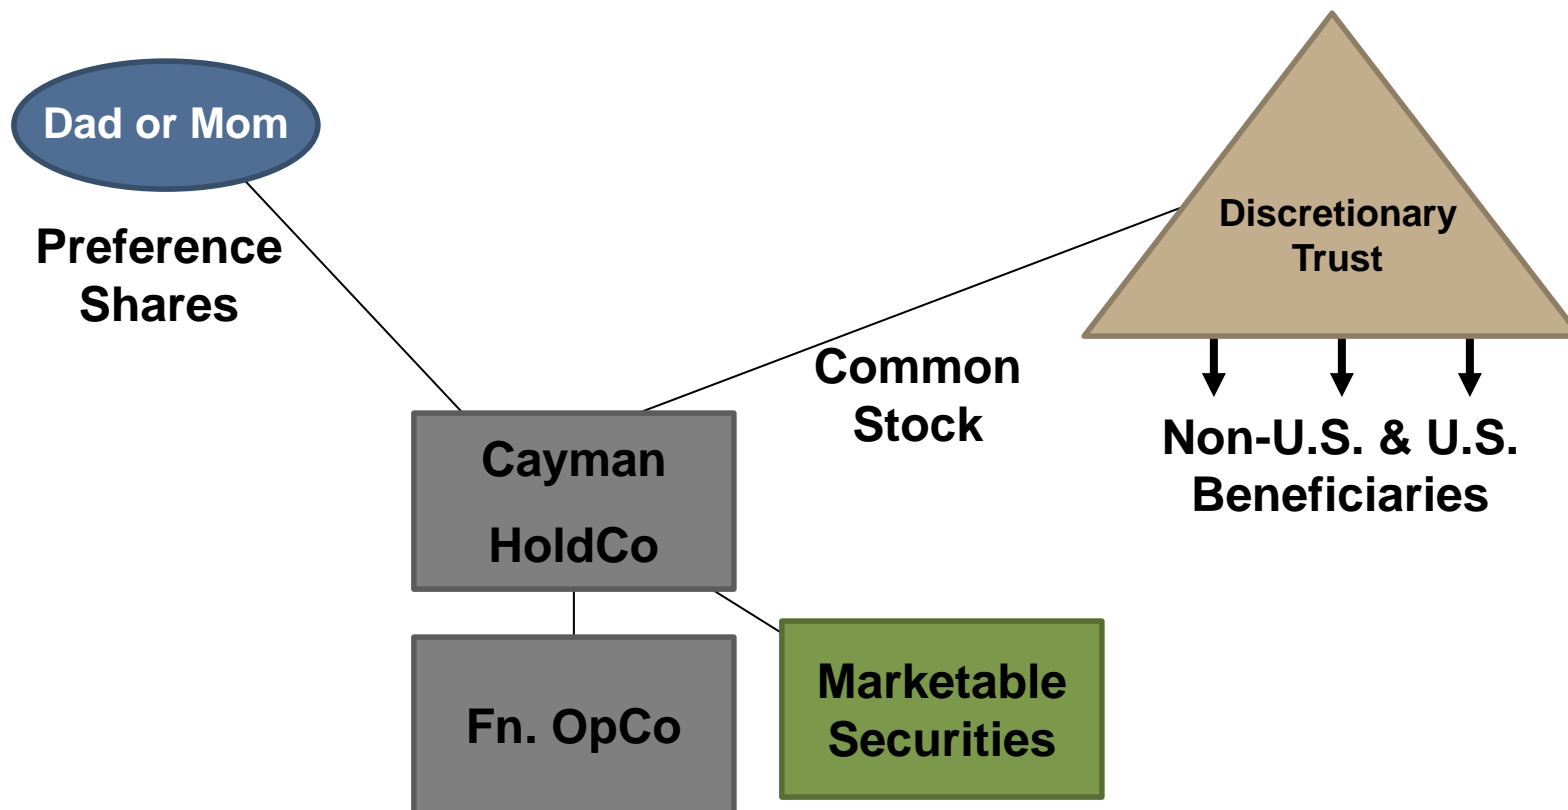 Dad or Mom
Preference
Shares
Discretionary
Trust
Common
Stock
Non-U.S. & U.S.
Beneficiaries
Cayman
HoldCo
Fn. OpCo
Marketable
Securities